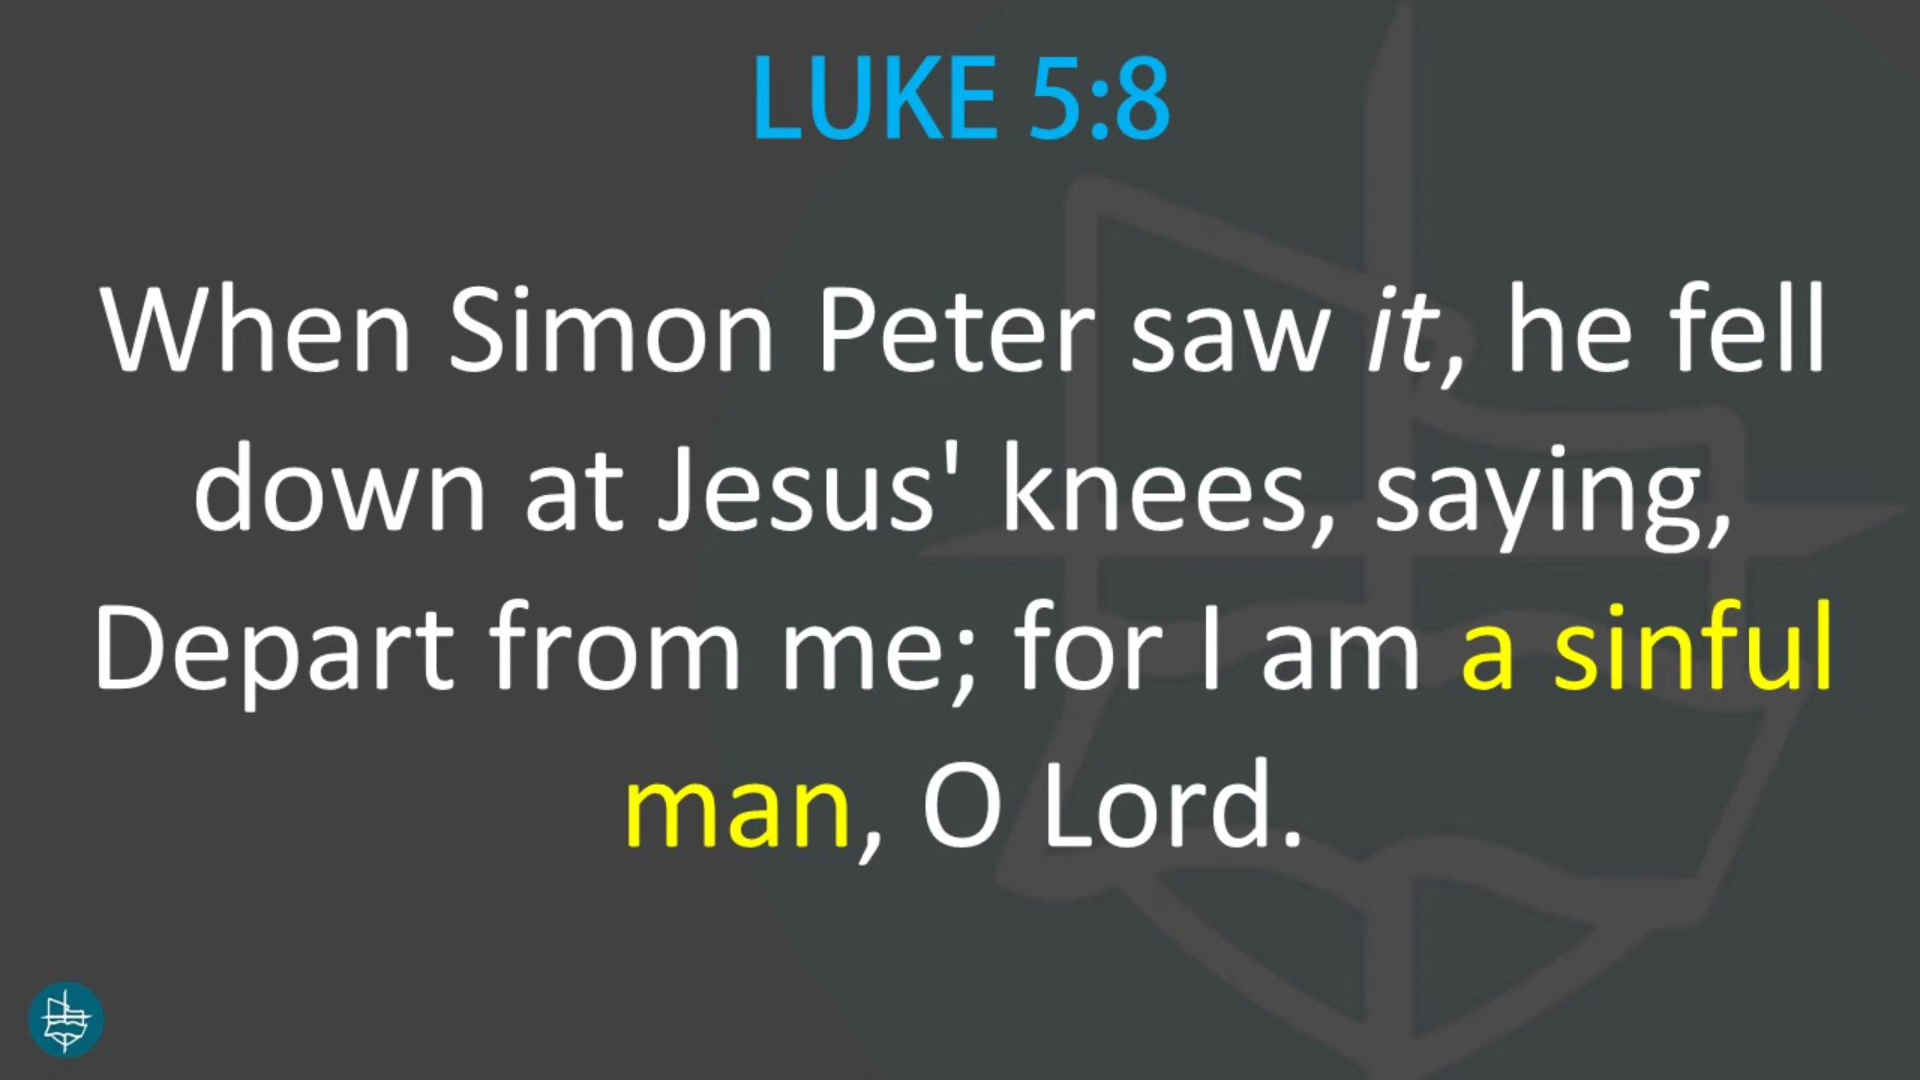 LUKE 5:8
When Simon Peter saw it, he fell
down at Jesus' knees, saying,
Depart from me; for I am a sinful
man, O Lord.